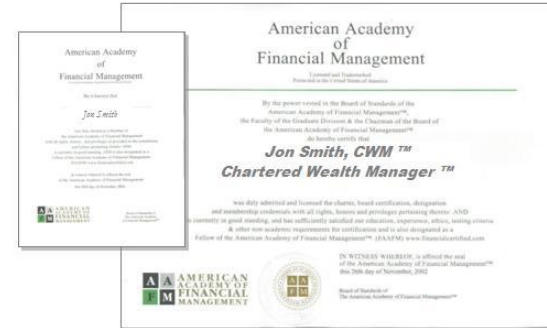 American Academy
of
Financial Management
Be it known that
Jon Smith
American Academy
of
Financial Management
Licensed and Trademarked
Protected in the United States of America
By the power vested in the Board of Standards of the
American Academy of Financial Management™,
the Faculty of the Graduate Division & the Chairman of the Board of
the American Academy of Financial Management™
do hereby certify that
Jon Smith, CWM ™
Chartered Wealth Manager ™
was duly admitted and licensed the charter, board certification, designation
and membership credentials with all rights, honors and privileges pertaining thereto AND
is currently in good standing, and has sufficiently satisfied our education, experience, ethics, testing criteria
& other non-academic requirements for certification and is also designated as a
Fellow of the American Academy of Financial Management™ (FAAFM) www.financialcertified.com
IN WITNESS WHEREOF, is affixed the seal
of the American Academy of Financial Management™
this 26th day of November, 2002
Board of Standards of
The American Academy of Financial Management™
AAFM
AMERICAN
ACADEMY OF
FINANCIAL
MANAGEMENT
AAFM
AMERICAN
ACADEMY OF
FINANCIAL
MANAGEMENT